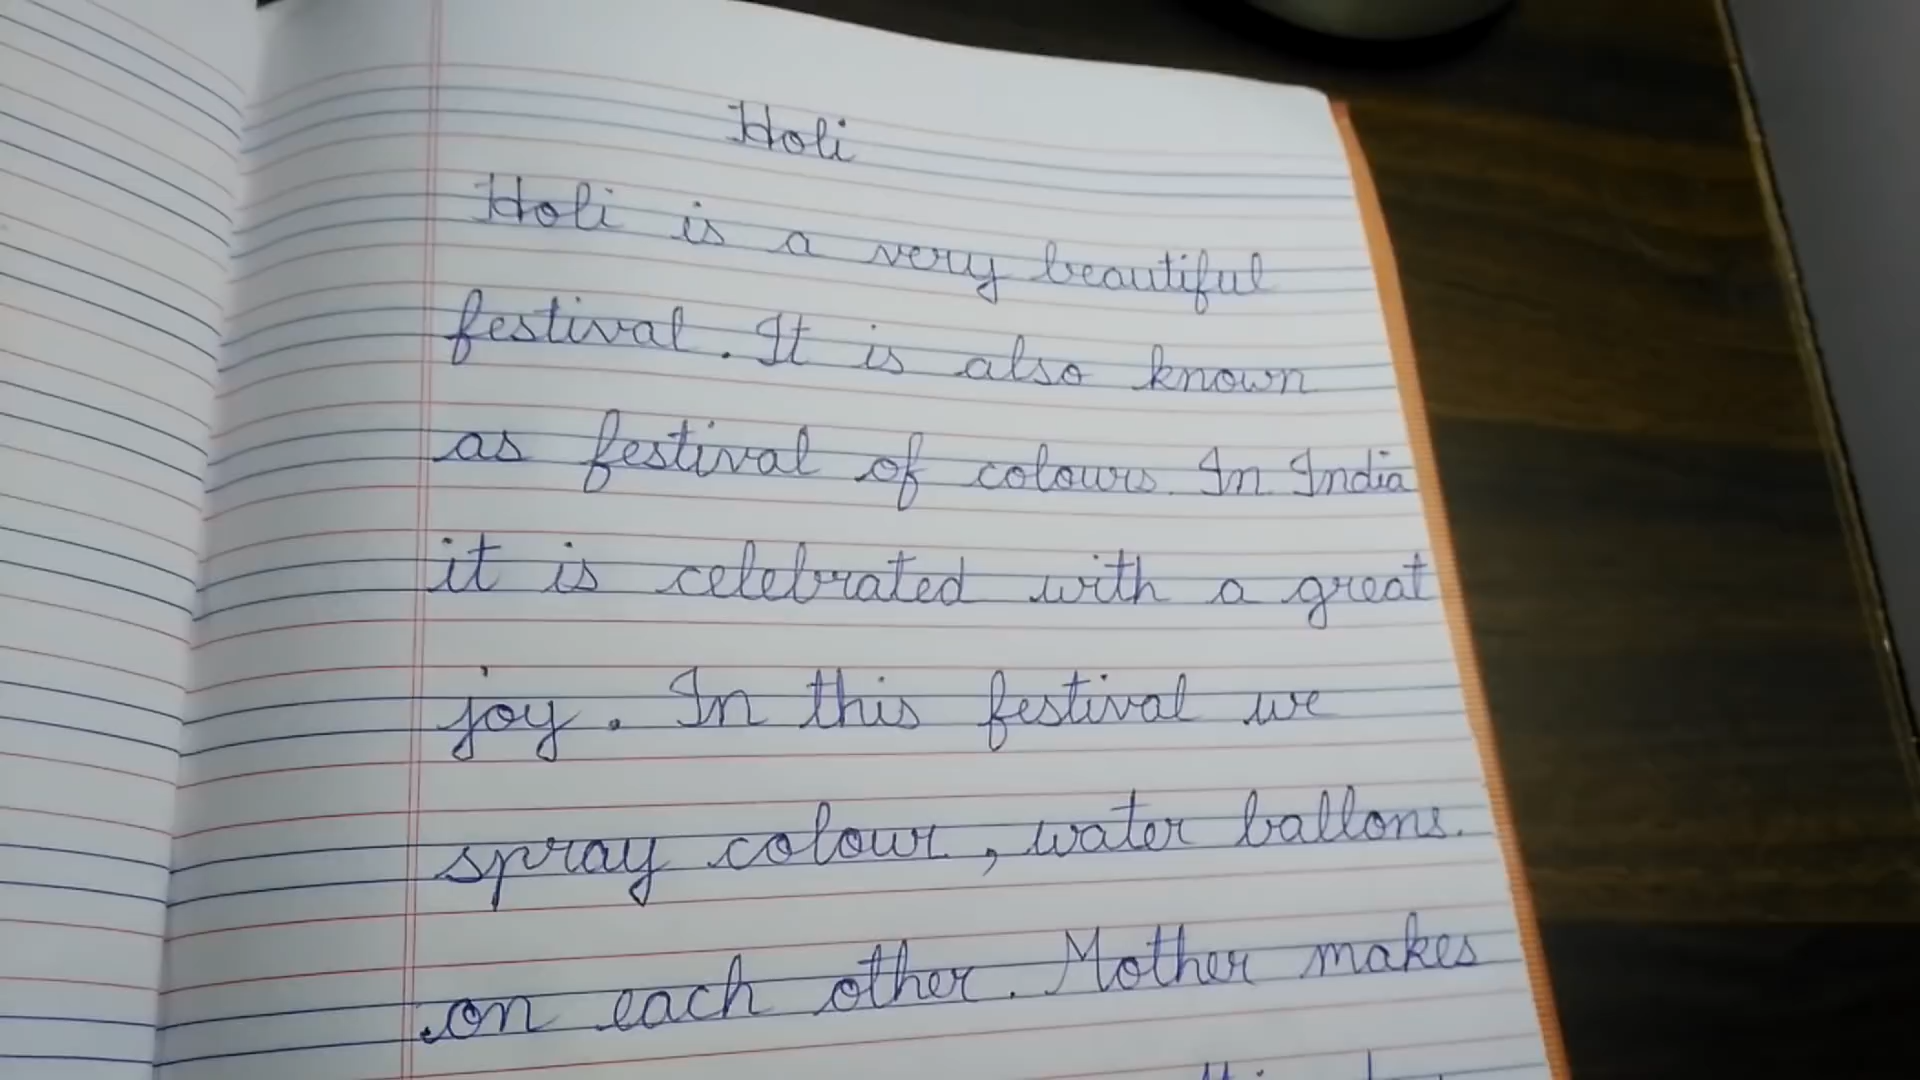 Holi
Holi is a very beautiful
festival. It is also known
as festival of colours. In India
it is celebrated with a great
joy. In this festival we
spray colour, water ballons.
on each other. Mother makes